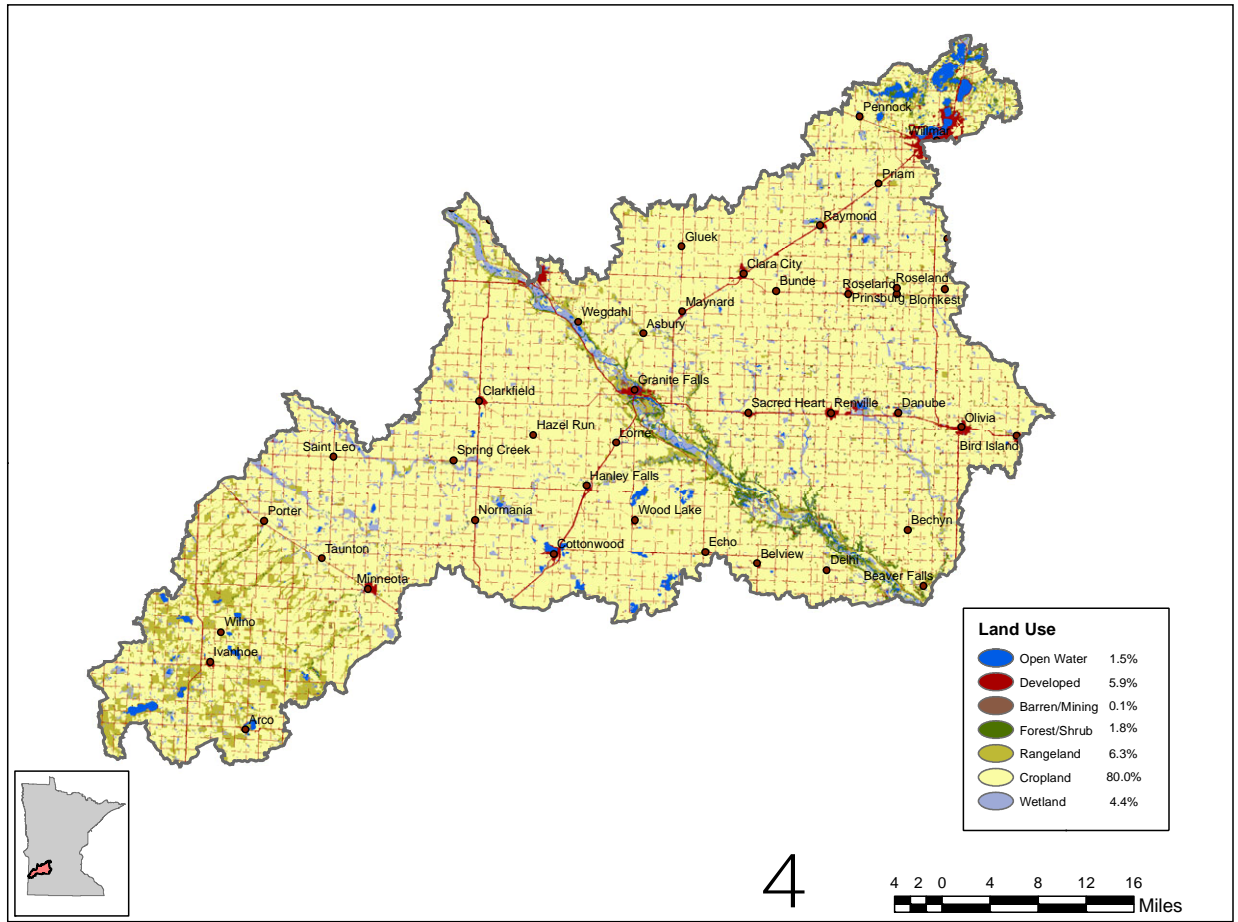 Pennock
Willmar
Priam
Raymond
Gluek
Clara City
Bunde
Roseland
Roseland
Prinsburg
Blomkest
Maynard
Wegdahl
Asbury
Granite Falls
Clarkfield
Sacred Heart
Renville
Danube
Olivia
Bird Island
Hazel Run
Lorne
Saint Leo
Spring Creek
Hanley Falls
Porter
Normania
Wood Lake
Bechyn
Taunton
Cottonwood
Echo
Belview
Delhi
Beaver Falls
Minneota
Wilno
Ivanhoe
Arco
Land Use
Open Water 1.5%
Developed 5.9%
Barren/Mining 0.1%
Forest/Shrub 1.8%
Rangeland 6.3%
Cropland 80.0%
Wetland 4.4%
4
4 2 0 4 8 12 16
Miles